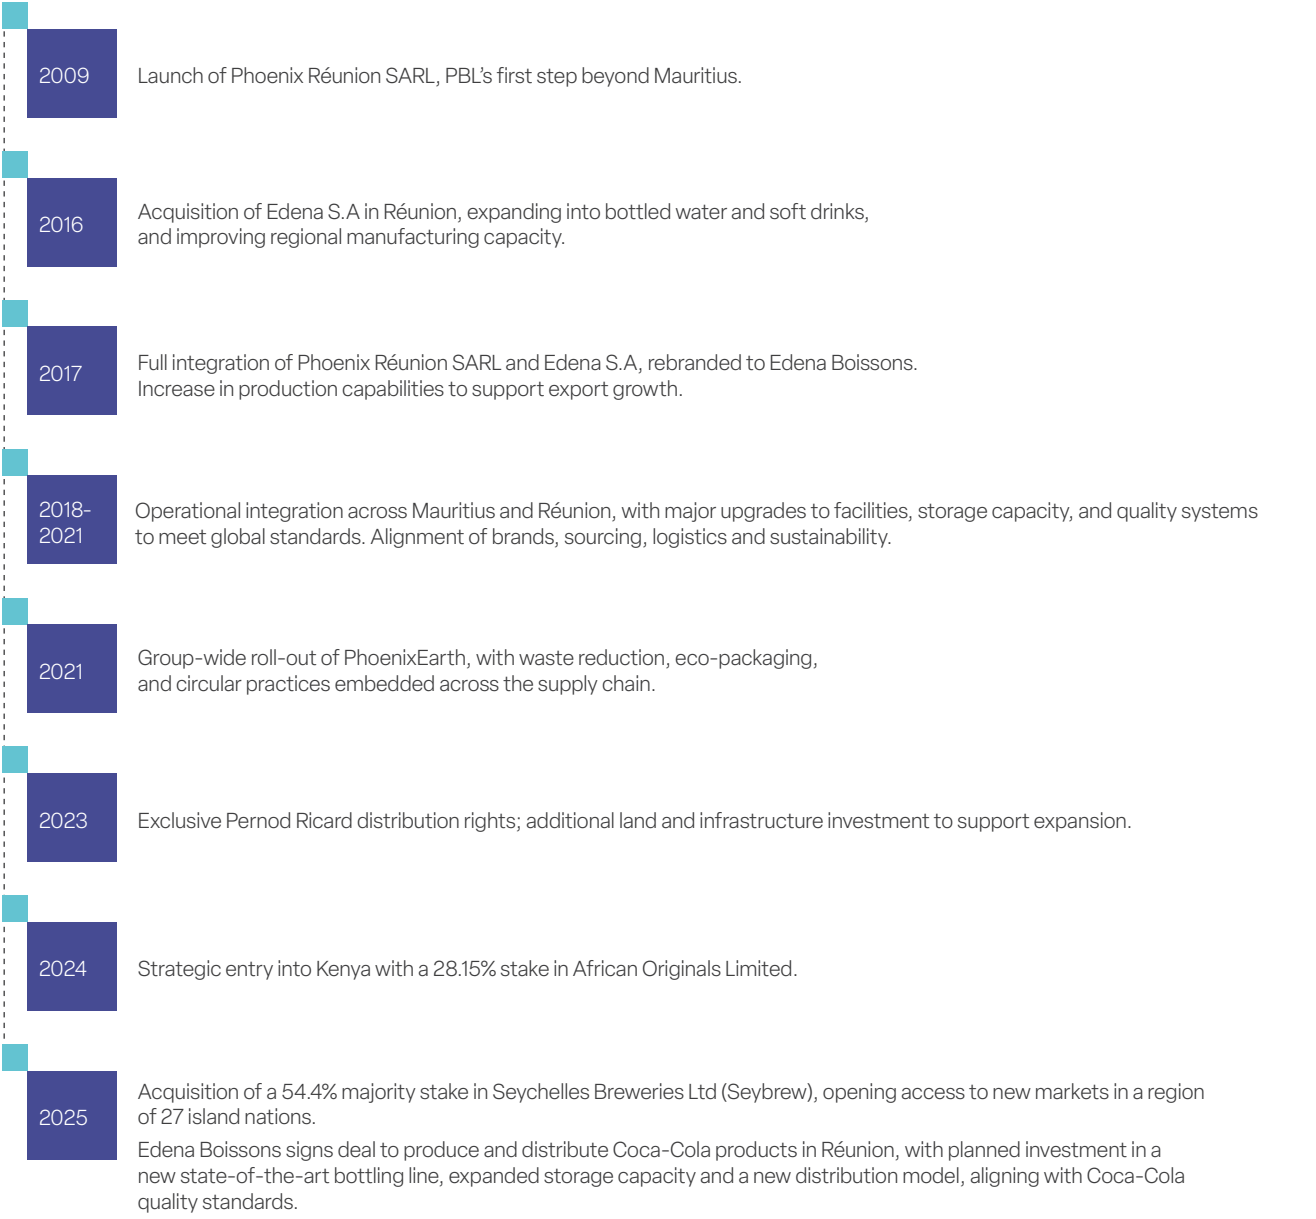 2009
Launch of Phoenix Réunion SARL, PBL’s first step beyond Mauritius.
2016
Acquisition of Edena S.A in Réunion, expanding into bottled water and soft drinks,
and improving regional manufacturing capacity.
2017
Full integration of Phoenix Réunion SARL and Edena S.A, rebranded to Edena Boissons.
Increase in production capabilities to support export growth.
2018-
2021
Operational integration across Mauritius and Réunion, with major upgrades to facilities, storage capacity, and quality systems
to meet global standards. Alignment of brands, sourcing, logistics and sustainability.
2021
Group-wide roll-out of PhoenixEarth, with waste reduction, eco-packaging,
and circular practices embedded across the supply chain.
2023
Exclusive Pernod Ricard distribution rights; additional land and infrastructure investment to support expansion.
2024
Strategic entry into Kenya with a 28.15% stake in African Originals Limited.
2025
Acquisition of a 54.4% majority stake in Seychelles Breweries Ltd (Seybrew), opening access to new markets in a region
of 27 island nations.
Edena Boissons signs deal to produce and distribute Coca-Cola products in Réunion, with planned investment in a
new state-of-the-art bottling line, expanded storage capacity and a new distribution model, aligning with Coca-Cola
quality standards.